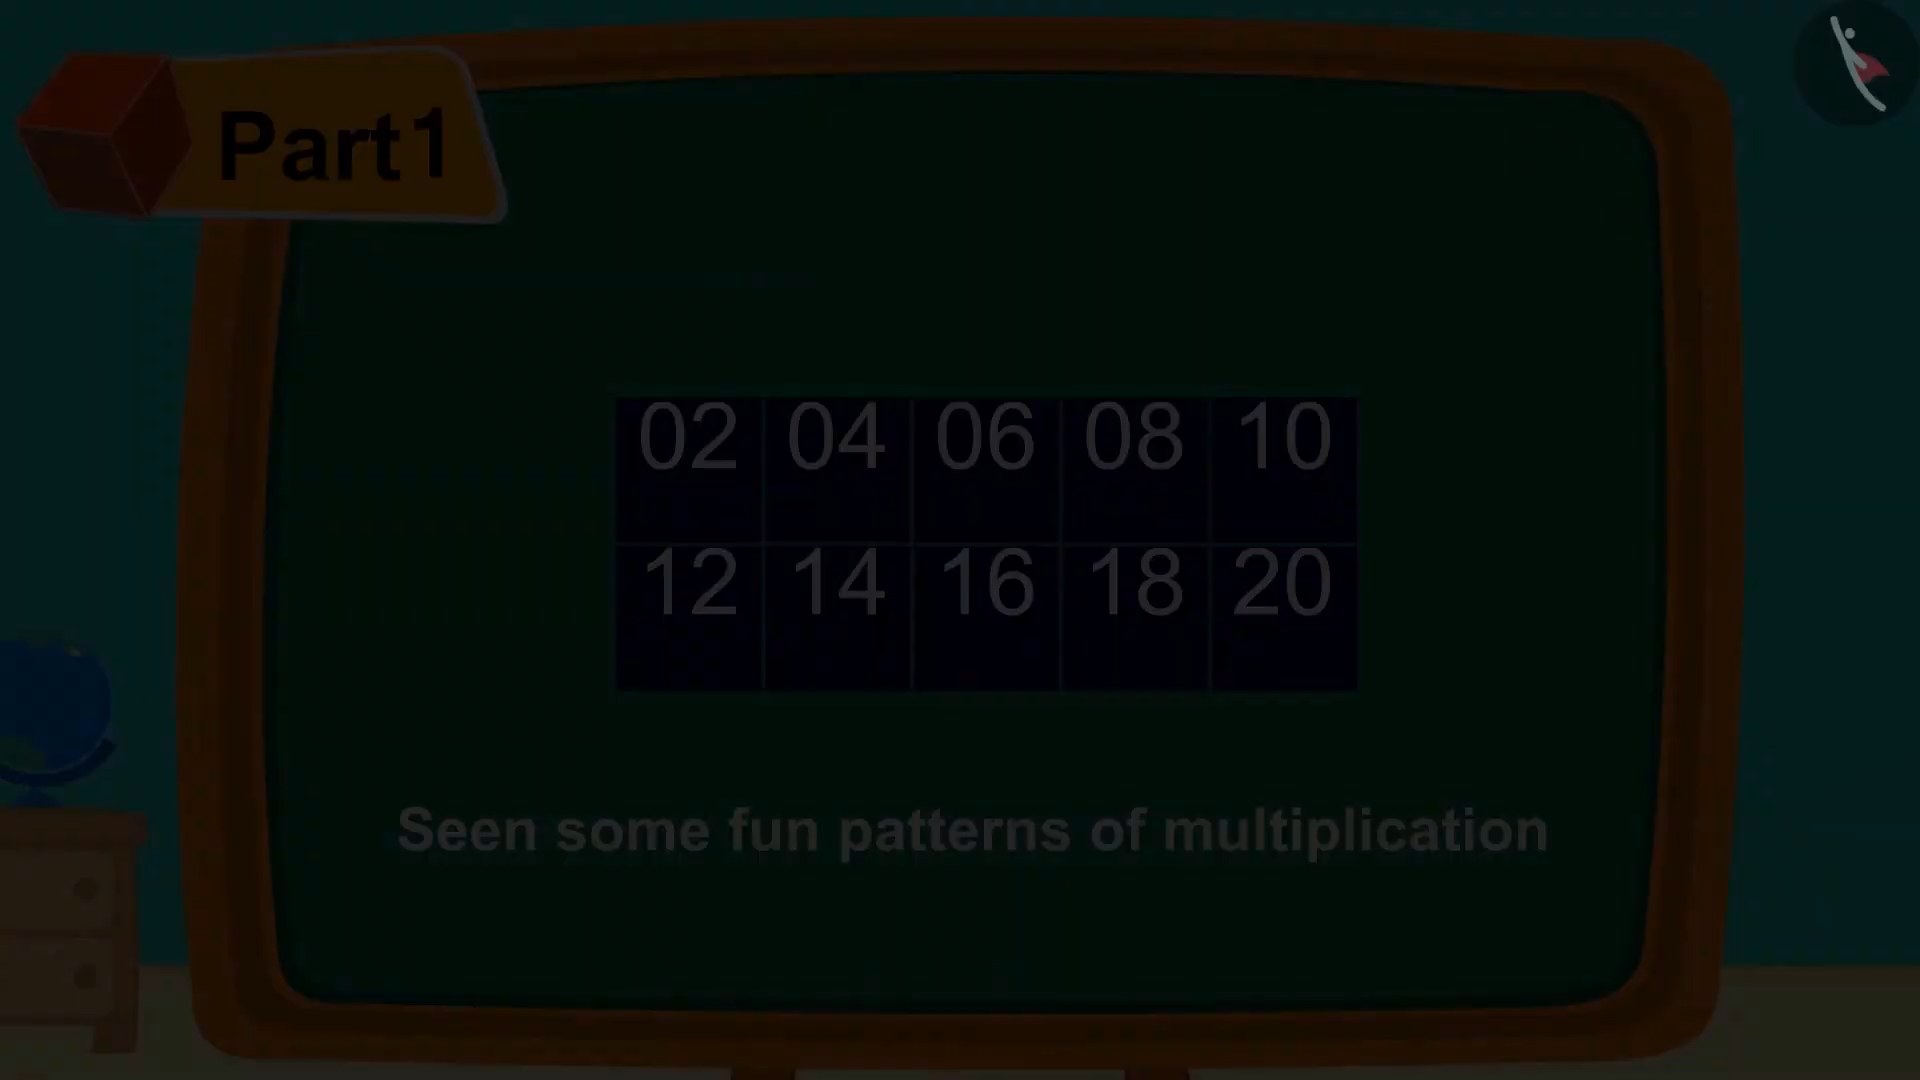 Part1
02 04 06 08 10
12 14 16 18 20
Seen some fun patterns of multiplication